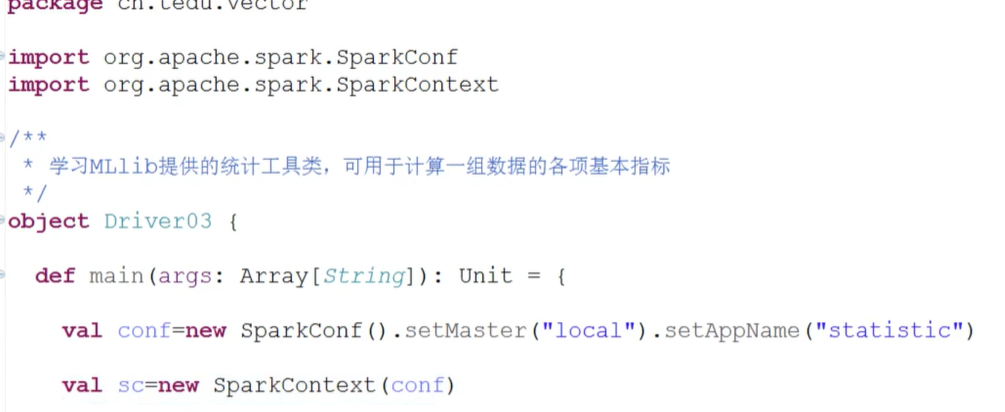 package cn.tedu.vector
import org.apache.spark.SparkConf
import org.apache.spark.SparkContext
/**
* 学习MLlib提供的统计工具类，可用于计算一组数据的各项基本指标
*/
object Driver03 {
def main(args: Array[String]): Unit = {
val conf=new SparkConf().setMaster("local").setAppName("statistic")
val sc=new SparkContext(conf)